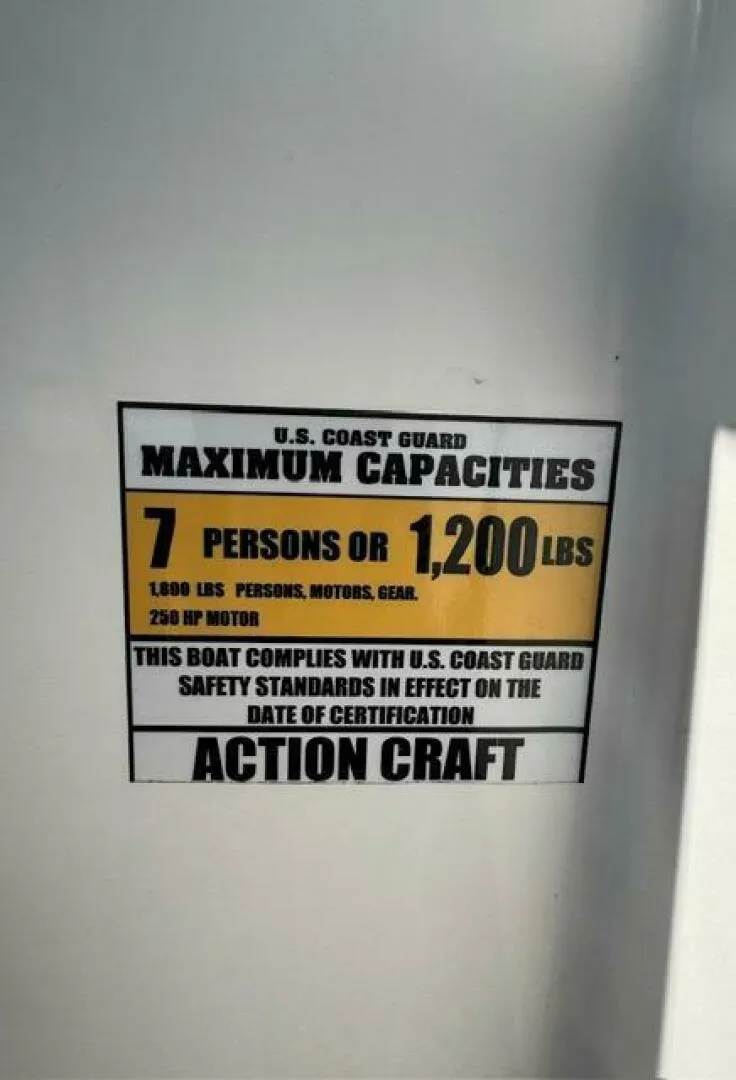 U.S. COAST GUARD
MAXIMUM CAPACITIES
7 PERSONS OR 1,200 LBS
1,800 LBS PERSONS, MOTORS, GEAR.
250 HP MOTOR
THIS BOAT COMPLIES WITH U.S. COAST GUARD
SAFETY STANDARDS IN EFFECT ON THE
DATE OF CERTIFICATION
ACTION CRAFT